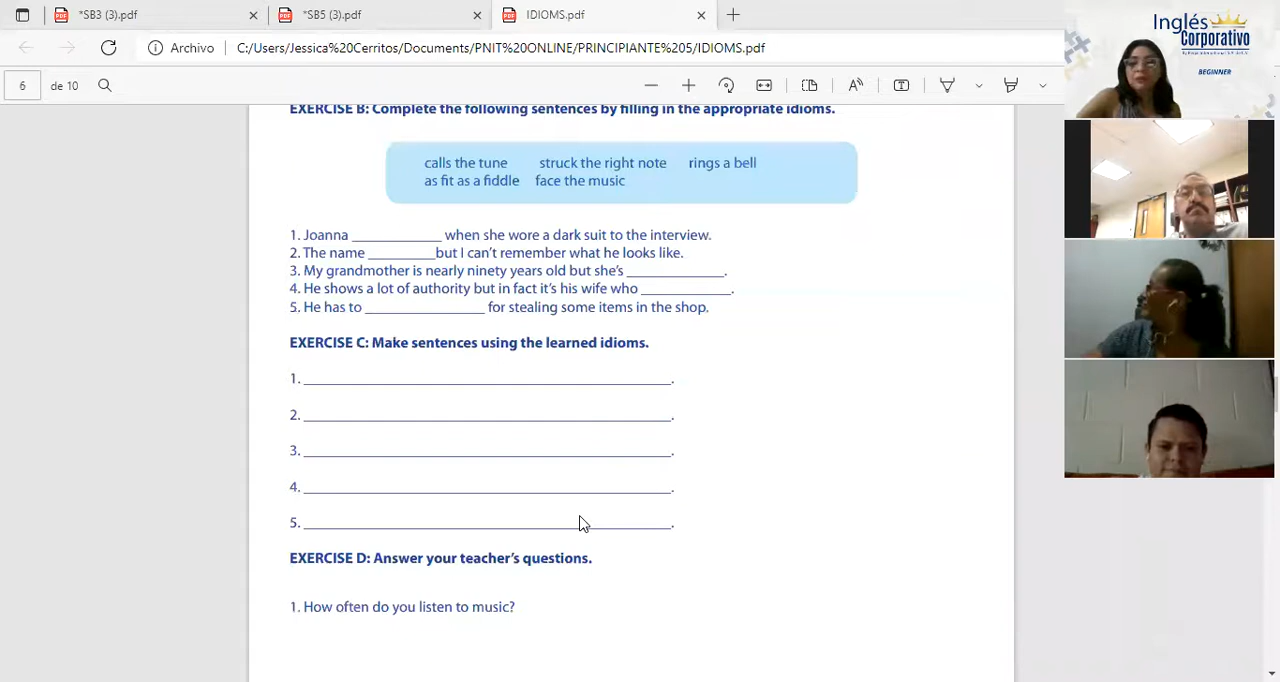 *SB3 (3).pdf
*SB5 (3).pdf
IDIOMS.pdf
Archivo
C:/Users/Jessica%20Cerritos/Documents/PNIT%20ONLINE/PRINCIPIANTE%205/IDIOMS.pdf
6 de 10
EXERCISE B: Complete the following sentences by filling in the appropriate idioms.
calls the tune struck the right note rings a bell
as fit as a fiddle face the music
1. Joanna ___________ when she wore a dark suit to the interview.
2. The name ________but I can't remember what he looks like.
3. My grandmother is nearly ninety years old but she's ____________.
4. He shows a lot of authority but in fact it's his wife who ___________.
5. He has to ______________ for stealing some items in the shop.
EXERCISE C: Make sentences using the learned idioms.
1. ____________________________________________.
2. ____________________________________________.
3. ____________________________________________.
4. ____________________________________________.
5. ____________________________________________.
EXERCISE D: Answer your teacher's questions.
1. How often do you listen to music?
Inglés
Corporativo
BEGINNER